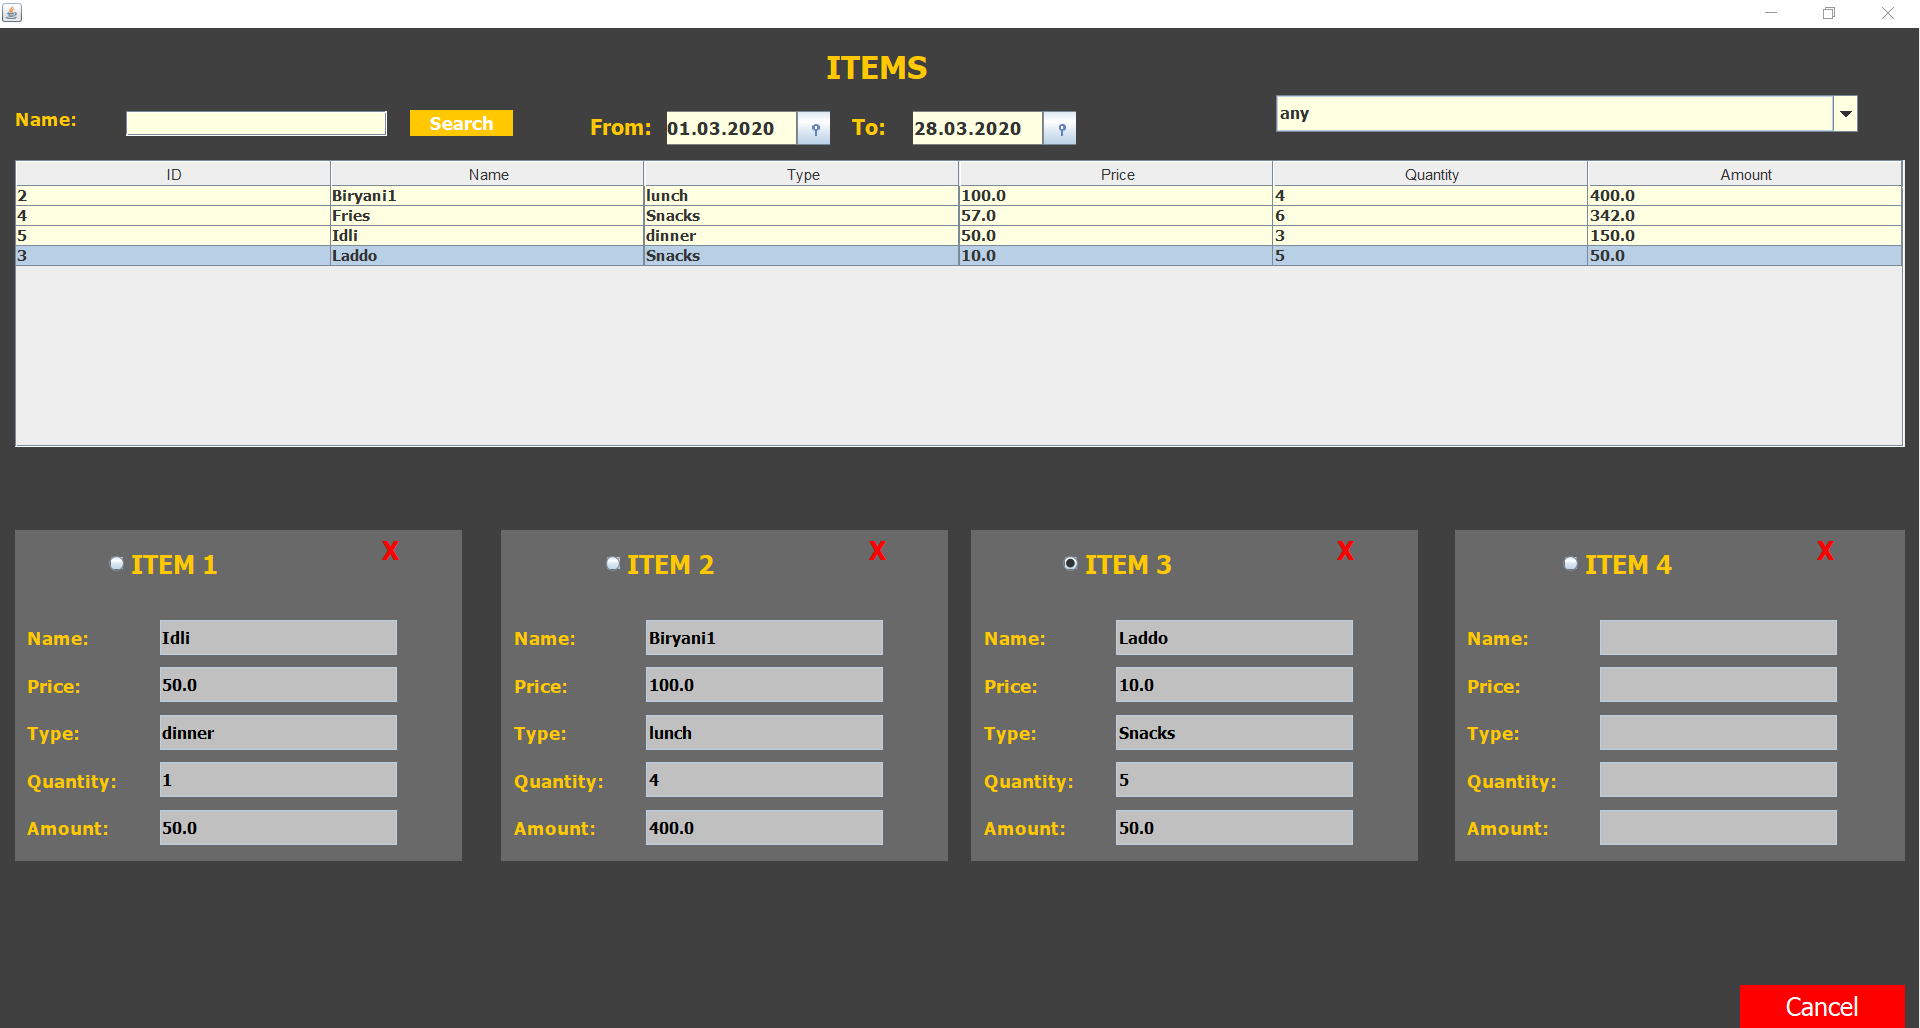 ITEMS
Name: Search From: 01.03.2020 To: 28.03.2020 any
ID Name Type Price Quantity Amount
2 Biryani1 lunch 100.0 4 400.0
4 Fries Snacks 57.0 6 342.0
5 Idli dinner 50.0 3 150.0
3 Laddo Snacks 10.0 5 50.0
ITEM 1 X
Name: Idli
Price: 50.0
Type: dinner
Quantity: 1
Amount: 50.0
ITEM 2 X
Name: Biryani1
Price: 100.0
Type: lunch
Quantity: 4
Amount: 400.0
ITEM 3 X
Name: Laddo
Price: 10.0
Type: Snacks
Quantity: 5
Amount: 50.0
ITEM 4 X
Name:
Price:
Type:
Quantity:
Amount:
Cancel